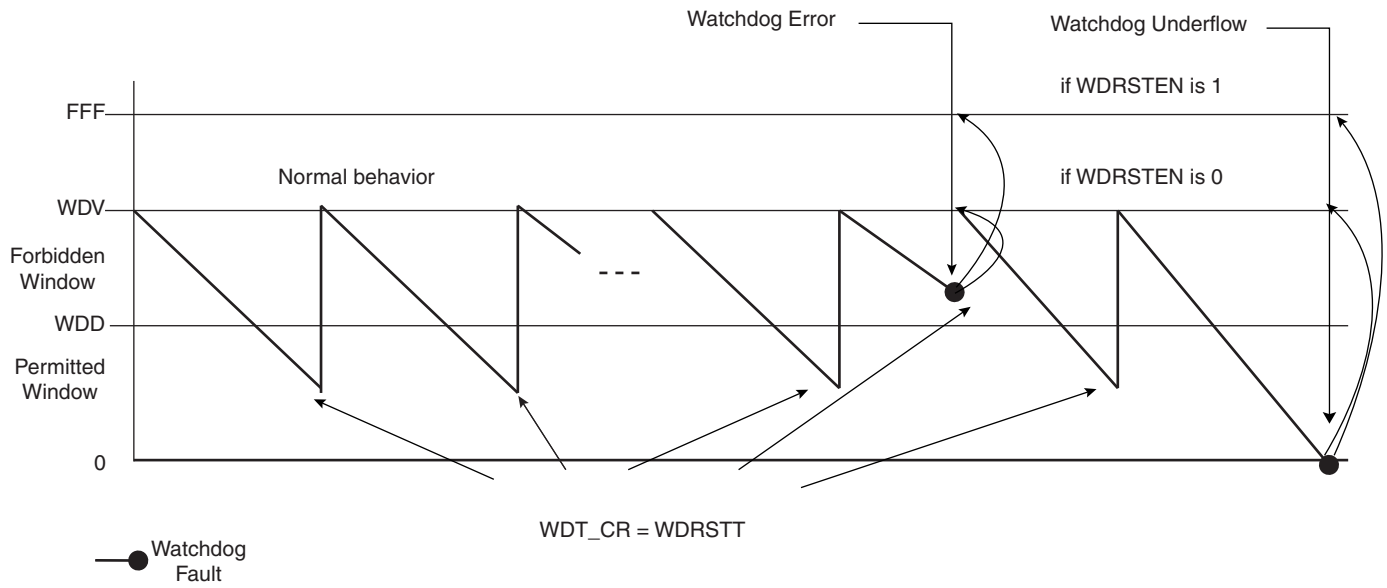 Watchdog Error
Watchdog Underflow
if WDRSTEN is 1
FFF
Normal behavior
if WDRSTEN is 0
WDV
Forbidden
Window
WDD
Permitted
Window
0
WDT_CR = WDRSTT
Watchdog
Fault